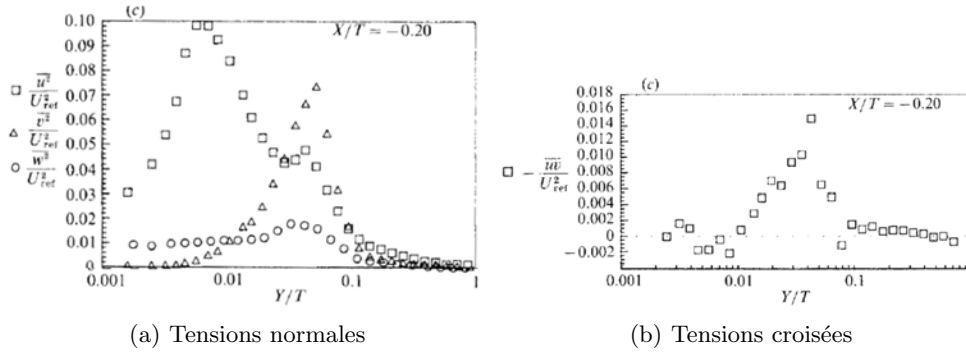 (c)
X/T = −0.20
0.10
0.09
0.08
0.07
0.06
0.05
0.04
0.03
0.02
0.01
0
□ u² / U²ref
△ v² / U²ref
○ w² / U²ref
0.001 0.01 0.1 1
Y/T
(a) Tensions normales
(c)
X/T = −0.20
0.018
0.016
0.014
0.012
0.010
0.008
0.006
0.004
0.002
0
−0.002
□ − uv / U²ref
0.001 0.01 0.1 1
Y/T
(b) Tensions croisées